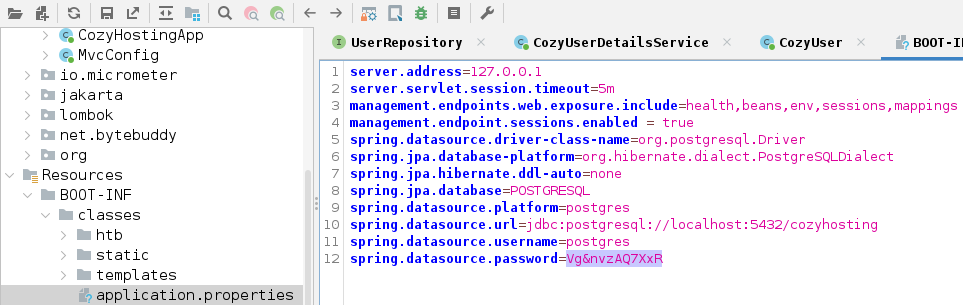 CozyHostingApp
MvcConfig
io.micrometer
jakarta
lombok
net.bytebuddy
org
Resources
BOOT-INF
classes
htb
static
templates
application.properties
UserRepository CozyUserDetailsService CozyUser BOOT-IN
1 server.address=127.0.0.1
2 server.servlet.session.timeout=5m
3 management.endpoints.web.exposure.include=health,beans,env,sessions,mappings
4 management.endpoint.sessions.enabled = true
5 spring.datasource.driver-class-name=org.postgresql.Driver
6 spring.jpa.database-platform=org.hibernate.dialect.PostgreSQLDialect
7 spring.jpa.hibernate.ddl-auto=none
8 spring.jpa.database=POSTGRESQL
9 spring.datasource.platform=postgres
10 spring.datasource.url=jdbc:postgresql://localhost:5432/cozyhosting
11 spring.datasource.username=postgres
12 spring.datasource.password=Vg&nvzAQ7XxR